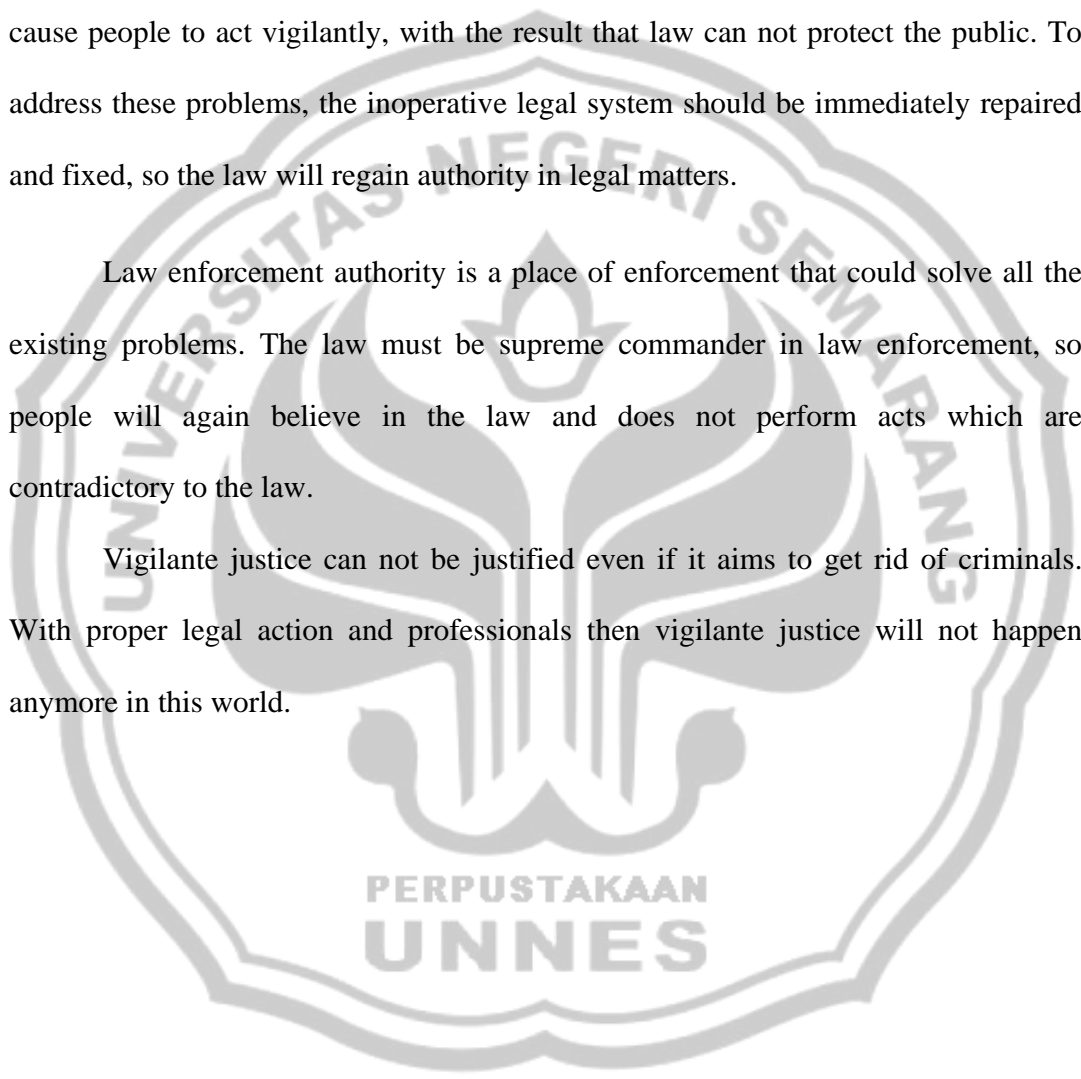 cause people to act vigilantly, with the result that law can not protect the public. To
address these problems, the inoperative legal system should be immediately repaired
and fixed, so the law will regain authority in legal matters.
Law enforcement authority is a place of enforcement that could solve all the
existing problems. The law must be supreme commander in law enforcement, so
people will again believe in the law and does not perform acts which are
contradictory to the law.
Vigilante justice can not be justified even if it aims to get rid of criminals.
With proper legal action and professionals then vigilante justice will not happen
anymore in this world.
UNIVERSITAS NEGERI SEMARANG
PERPUSTAKAAN
UNNES